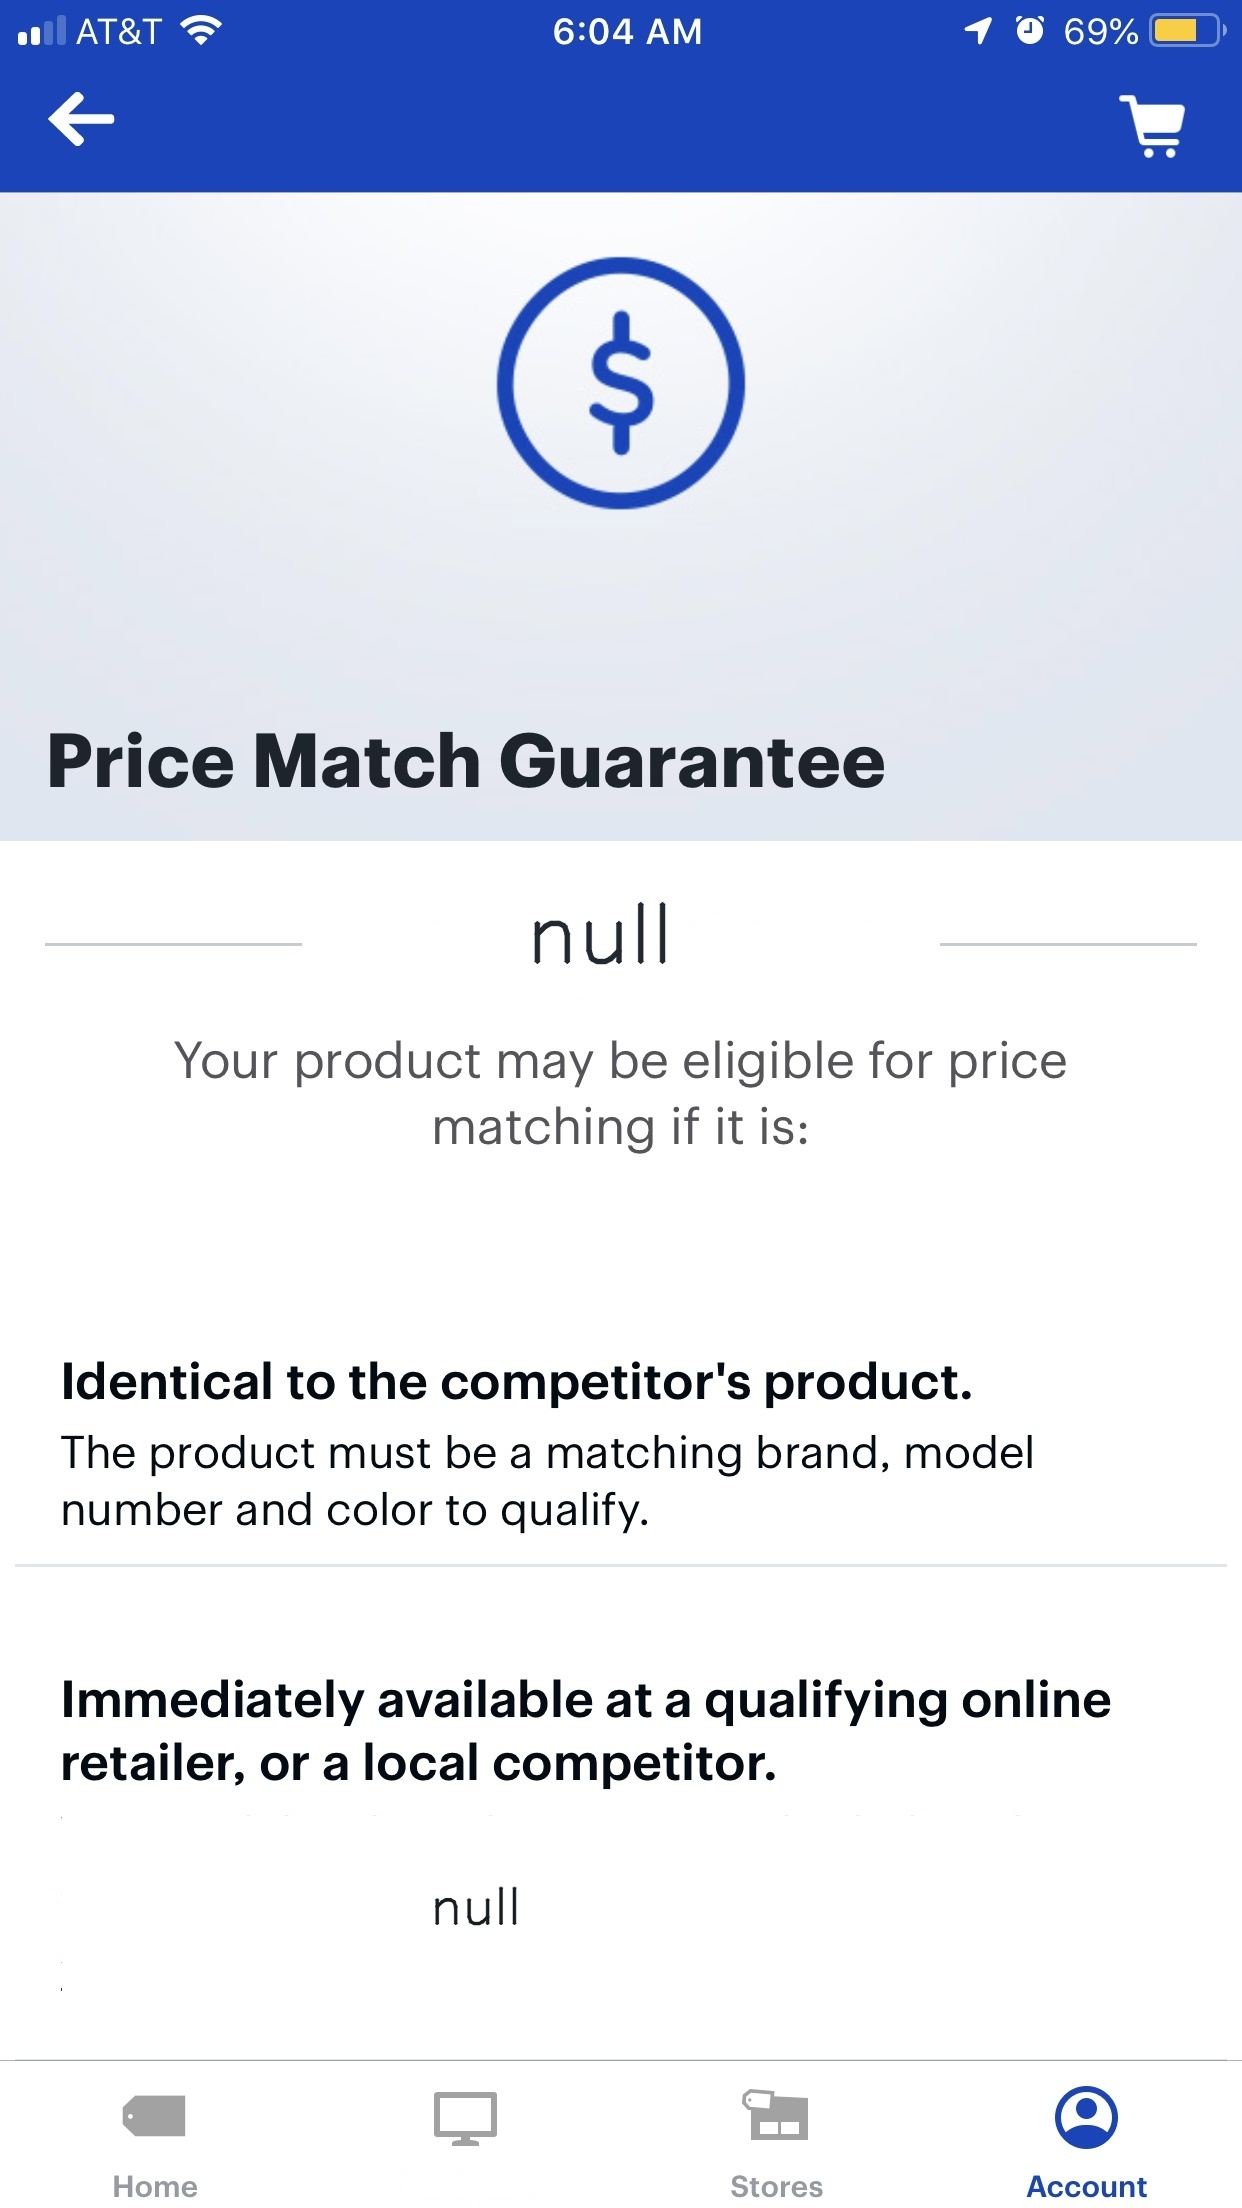 AT&T 6:04 AM 69%
$
Price Match Guarantee
null
Your product may be eligible for price
matching if it is:
Identical to the competitor's product.
The product must be a matching brand, model
number and color to qualify.
Immediately available at a qualifying online
retailer, or a local competitor.
null
Home Stores Account